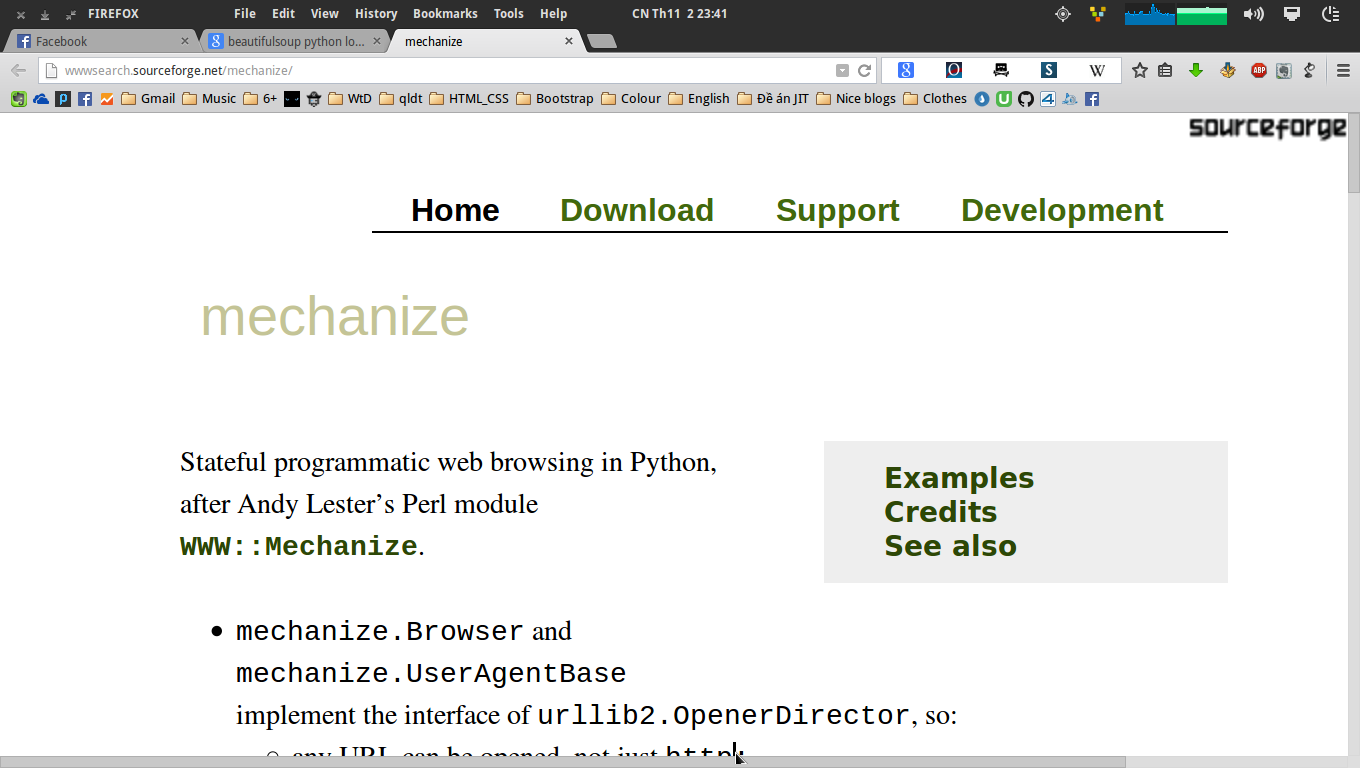 FIREFOX File Edit View History Bookmarks Tools Help CN Th11 2 23:41
Facebook beautifulsoup python lo... mechanize
wwwsearch.sourceforge.net/mechanize/
Gmail Music 6+ WtD qldt HTML_CSS Bootstrap Colour English Đề án JIT Nice blogs Clothes
sourceforge
Home Download Support Development
mechanize
Stateful programmatic web browsing in Python,
after Andy Lester’s Perl module
WWW::Mechanize.
Examples
Credits
See also
mechanize.Browser and
mechanize.UserAgentBase
implement the interface of urllib2.OpenerDirector, so:
any URL can be opened, not just http: